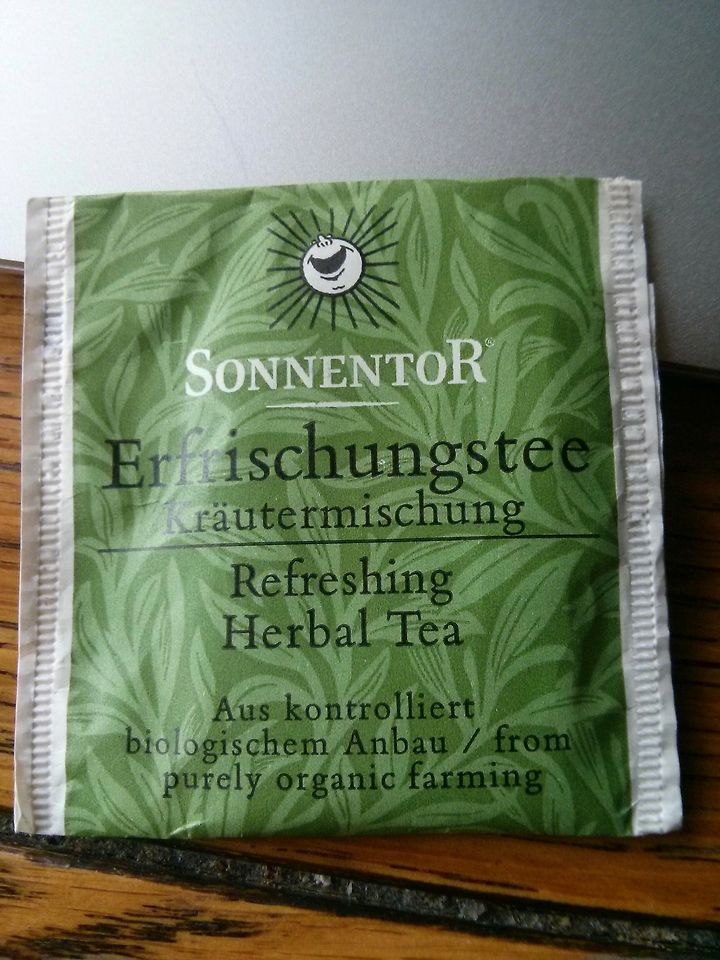 SONNENTOR®
Erfrischungstee
Kräutermischung
Refreshing
Herbal Tea
Aus kontrolliert
biologischem Anbau / from
purely organic farming